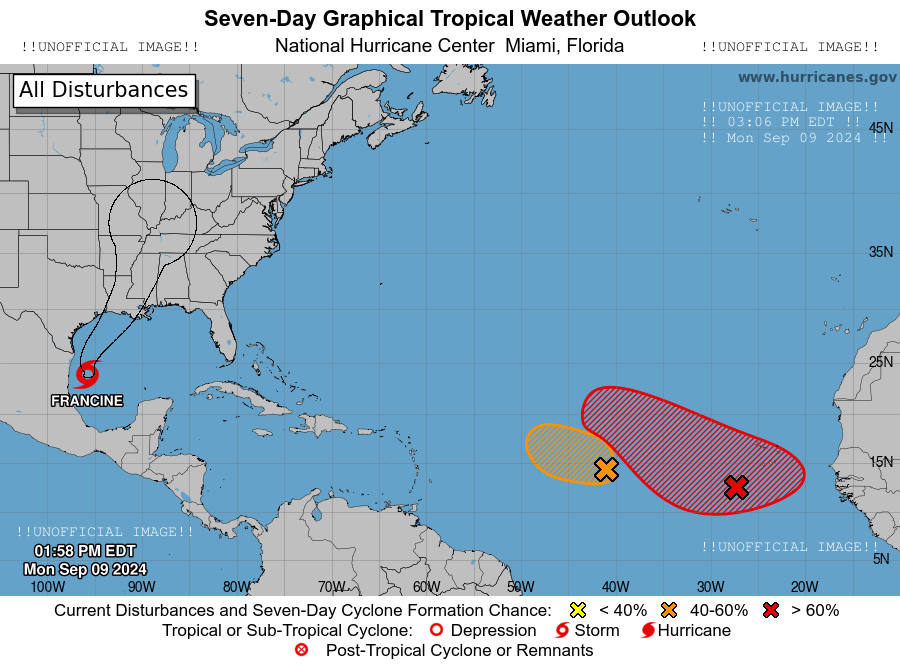 Seven-Day Graphical Tropical Weather Outlook
!!UNOFFICIAL IMAGE!! National Hurricane Center Miami, Florida !!UNOFFICIAL IMAGE!!
All Disturbances
www.hurricanes.gov
!!UNOFFICIAL IMAGE!!
!! 03:06 PM EDT !!
!! Mon Sep 09 2024 !!
45N
35N
25N
FRANCINE
15N
!!UNOFFICIAL IMAGE!!
!!UNOFFICIAL IMAGE!!
01:58 PM EDT
Mon Sep 09 2024
5N
100W 90W 80W 70W 60W 50W 40W 30W 20W
Current Disturbances and Seven-Day Cyclone Formation Chance: < 40% 40-60% > 60%
Tropical or Sub-Tropical Cyclone: Depression Storm Hurricane
Post-Tropical Cyclone or Remnants